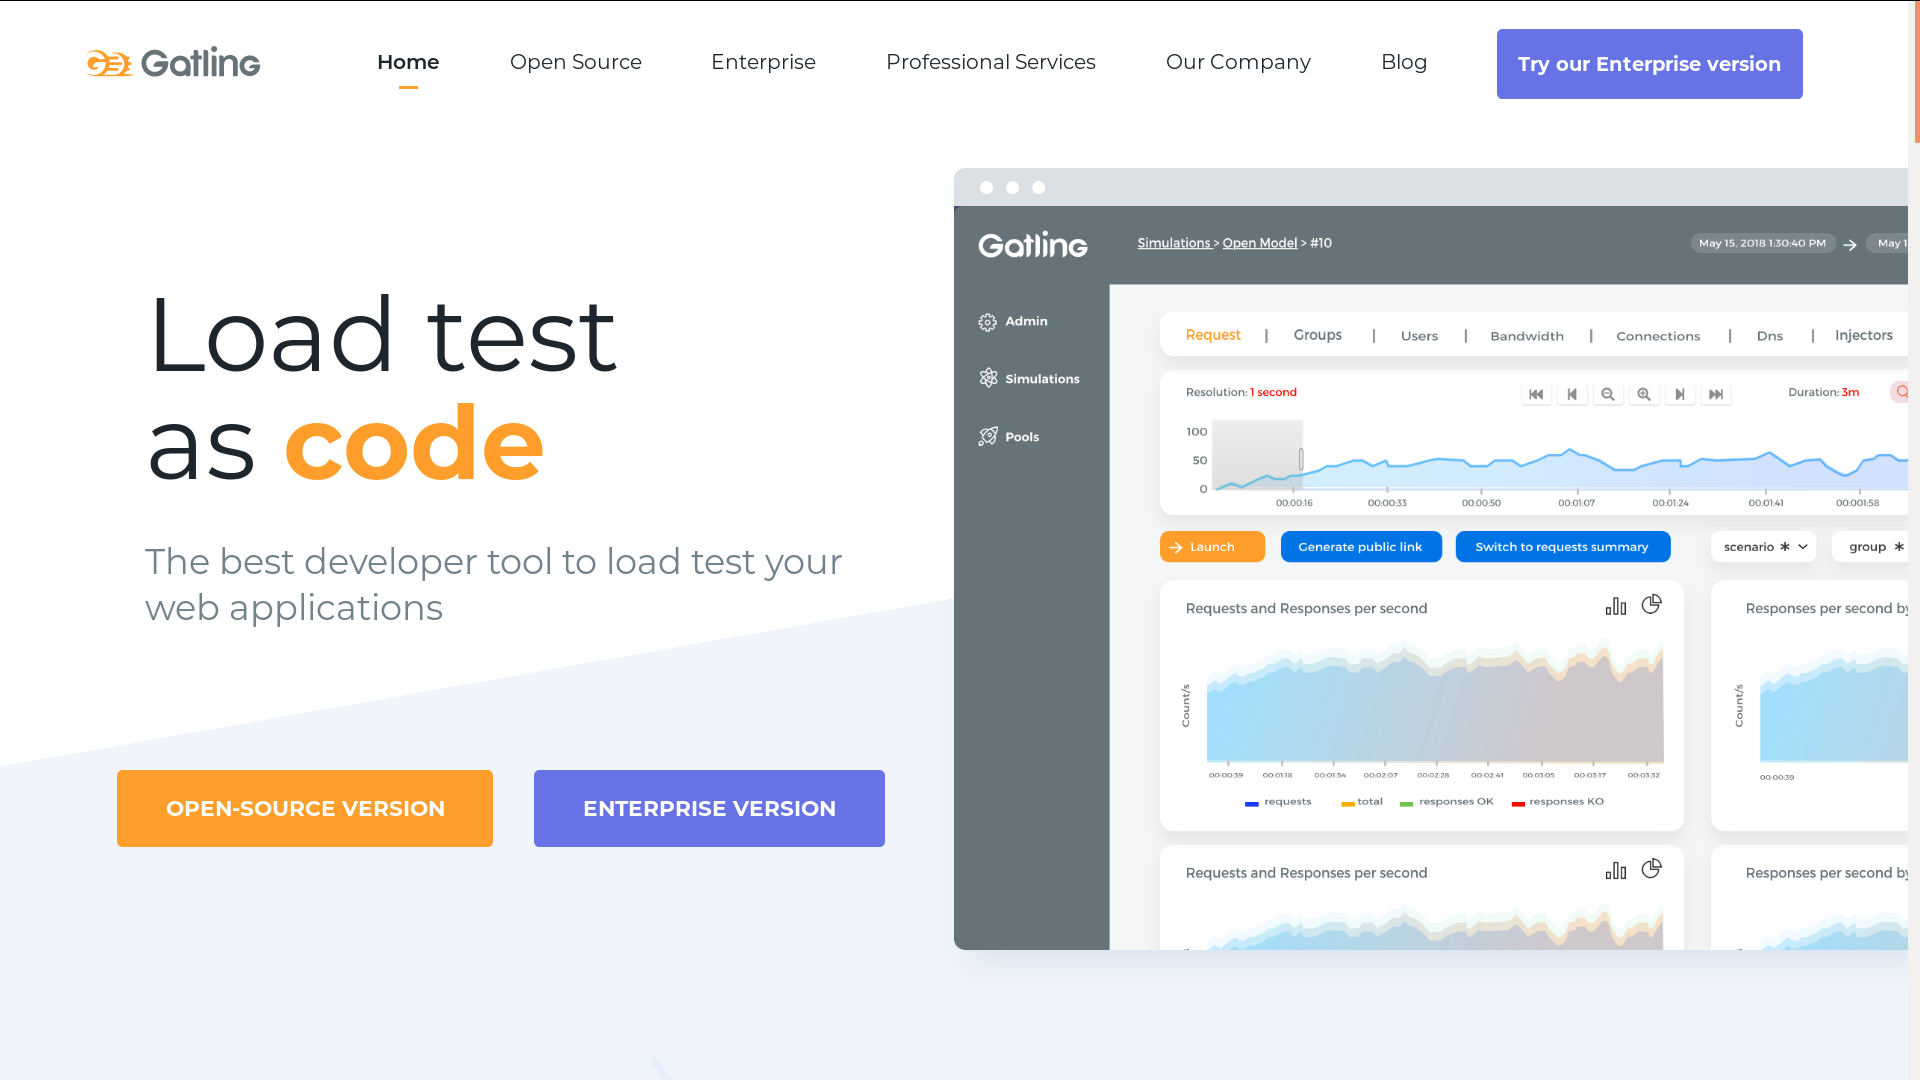 Gatling
Home
Open Source
Enterprise
Professional Services
Our Company
Blog
Try our Enterprise version
Load test
as code
The best developer tool to load test your
web applications
OPEN-SOURCE VERSION
ENTERPRISE VERSION
Gatling
Simulations > Open Model > #10
May 15, 2018 1:30:40 PM
Admin
Simulations
Pools
Request | Groups | Users | Bandwidth | Connections | Dns | Injectors
Resolution: 1 second
Duration: 3m
100
50
0
00:00:16 00:00:33 00:00:50 00:01:07 00:01:24 00:01:41 00:001:58
Launch
Generate public link
Switch to requests summary
scenario *
group *
Requests and Responses per second
Count/s
00:00:39 00:01:18 00:01:54 00:02:07 00:02:28 00:02:41 00:03:05 00:03:17 00:03:32
requests total responses OK responses KO
Responses per second by
Count/s
00:00:39
Requests and Responses per second
Responses per second by